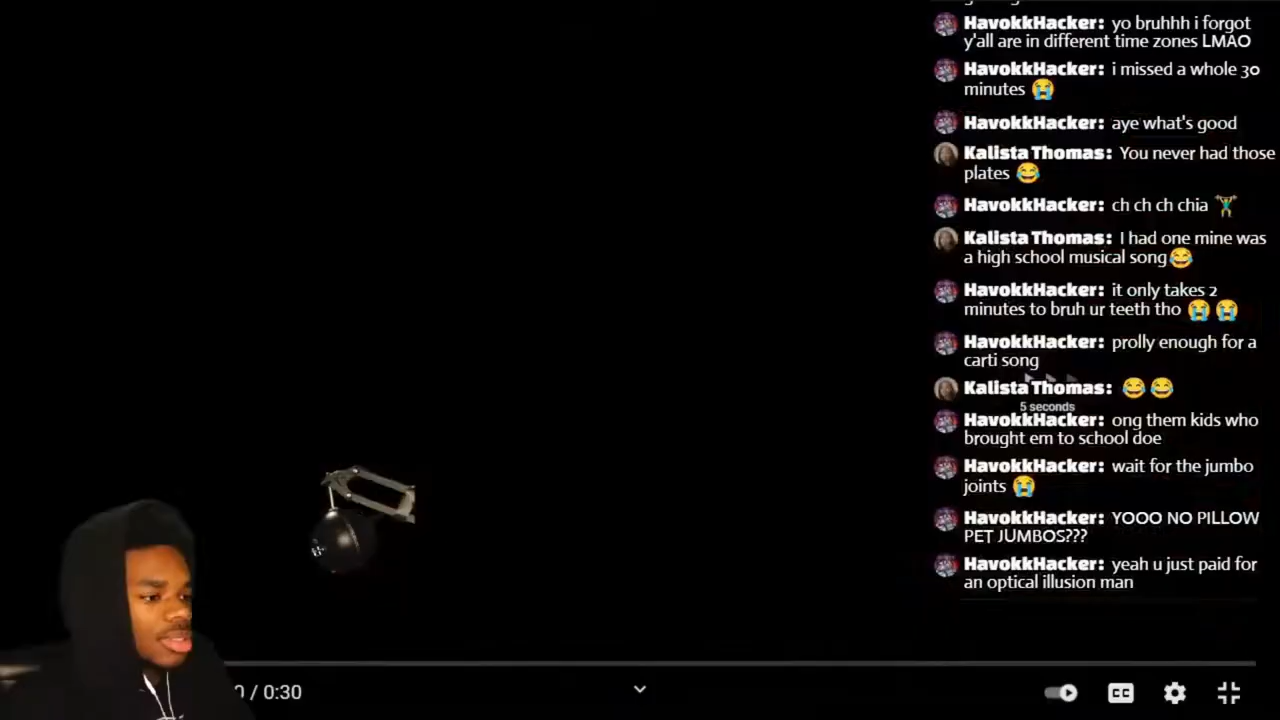 HavokkHacker: yo bruhhh i forgot
y'all are in different time zones LMAO
HavokkHacker: i missed a whole 30
minutes 😭
HavokkHacker: aye what's good
Kalista Thomas: You never had those
plates 😂
HavokkHacker: ch ch ch chia 🏋️
Kalista Thomas: I had one mine was
a high school musical song😂
HavokkHacker: it only takes 2
minutes to bruh ur teeth tho 😭 😭
HavokkHacker: prolly enough for a
carti song
Kalista Thomas: 😂 😂
5 seconds
HavokkHacker: ong them kids who
brought em to school doe
HavokkHacker: wait for the jumbo
joints 😭
HavokkHacker: YOOO NO PILLOW
PET JUMBOS???
HavokkHacker: yeah u just paid for
an optical illusion man
0 / 0:30
CC